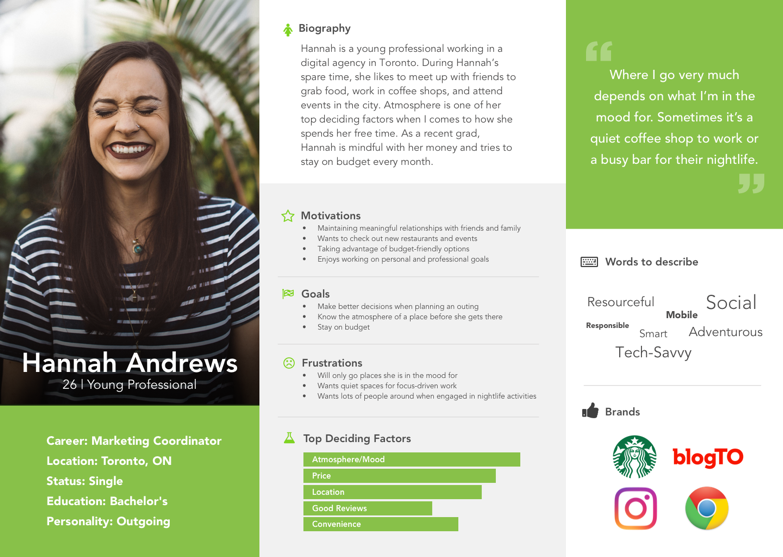 Hannah Andrews
26 | Young Professional
Career: Marketing Coordinator
Location: Toronto, ON
Status: Single
Education: Bachelor's
Personality: Outgoing
Biography
Hannah is a young professional working in a
digital agency in Toronto. During Hannah's
spare time, she likes to meet up with friends to
grab food, work in coffee shops, and attend
events in the city. Atmosphere is one of her
top deciding factors when I comes to how she
spends her free time. As a recent grad,
Hannah is mindful with her money and tries to
stay on budget every month.
Motivations
• Maintaining meaningful relationships with friends and family
• Wants to check out new restaurants and events
• Taking advantage of budget-friendly options
• Enjoys working on personal and professional goals
Goals
• Make better decisions when planning an outing
• Know the atmosphere of a place before she gets there
• Stay on budget
Frustrations
• Will only go places she is in the mood for
• Wants quiet spaces for focus-driven work
• Wants lots of people around when engaged in nightlife activities
Top Deciding Factors
Atmosphere/Mood
Price
Location
Good Reviews
Convenience
“
Where I go very much
depends on what I'm in the
mood for. Sometimes it's a
quiet coffee shop to work or
a busy bar for their nightlife.
”
Words to describe
Resourceful Social
Mobile
Responsible Smart Adventurous
Tech-Savvy
Brands
blogTO